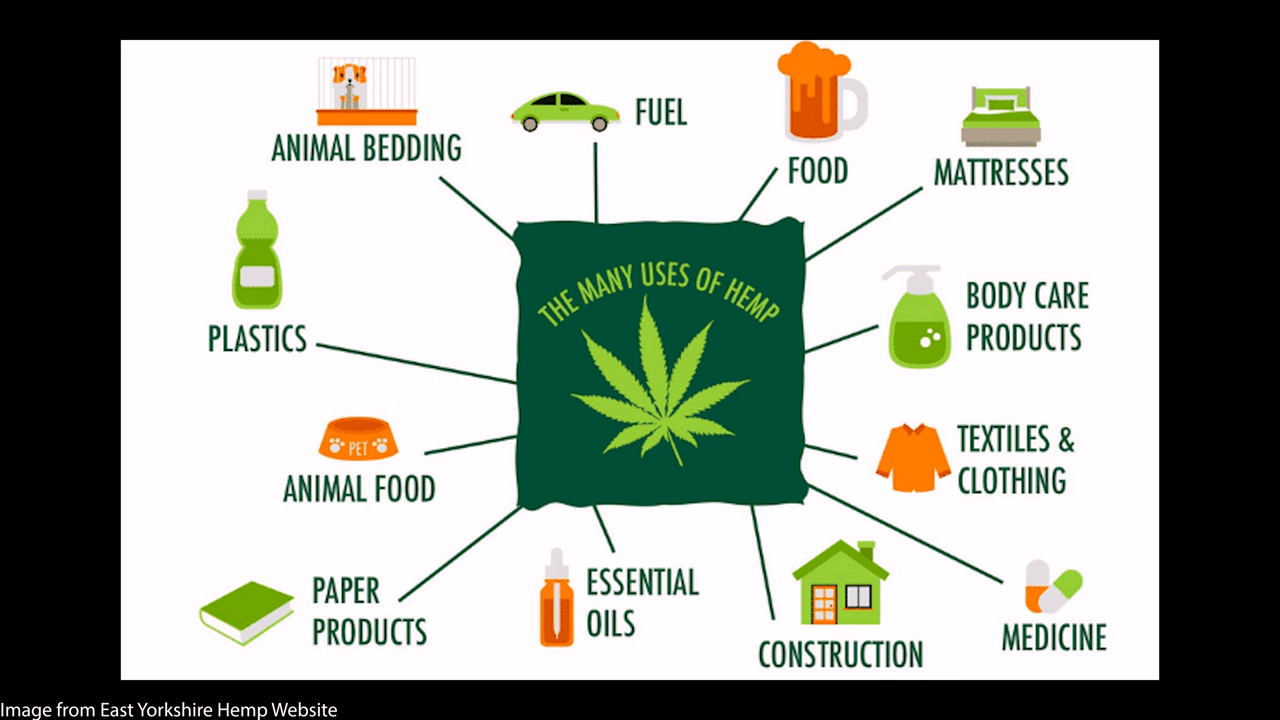 ANIMAL BEDDING
FUEL
FOOD
MATTRESSES
THE MANY USES OF HEMP
PLASTICS
BODY CARE
PRODUCTS
PET
ANIMAL FOOD
TEXTILES &
CLOTHING
PAPER
PRODUCTS
ESSENTIAL
OILS
CONSTRUCTION
MEDICINE
Image from East Yorkshire Hemp Website